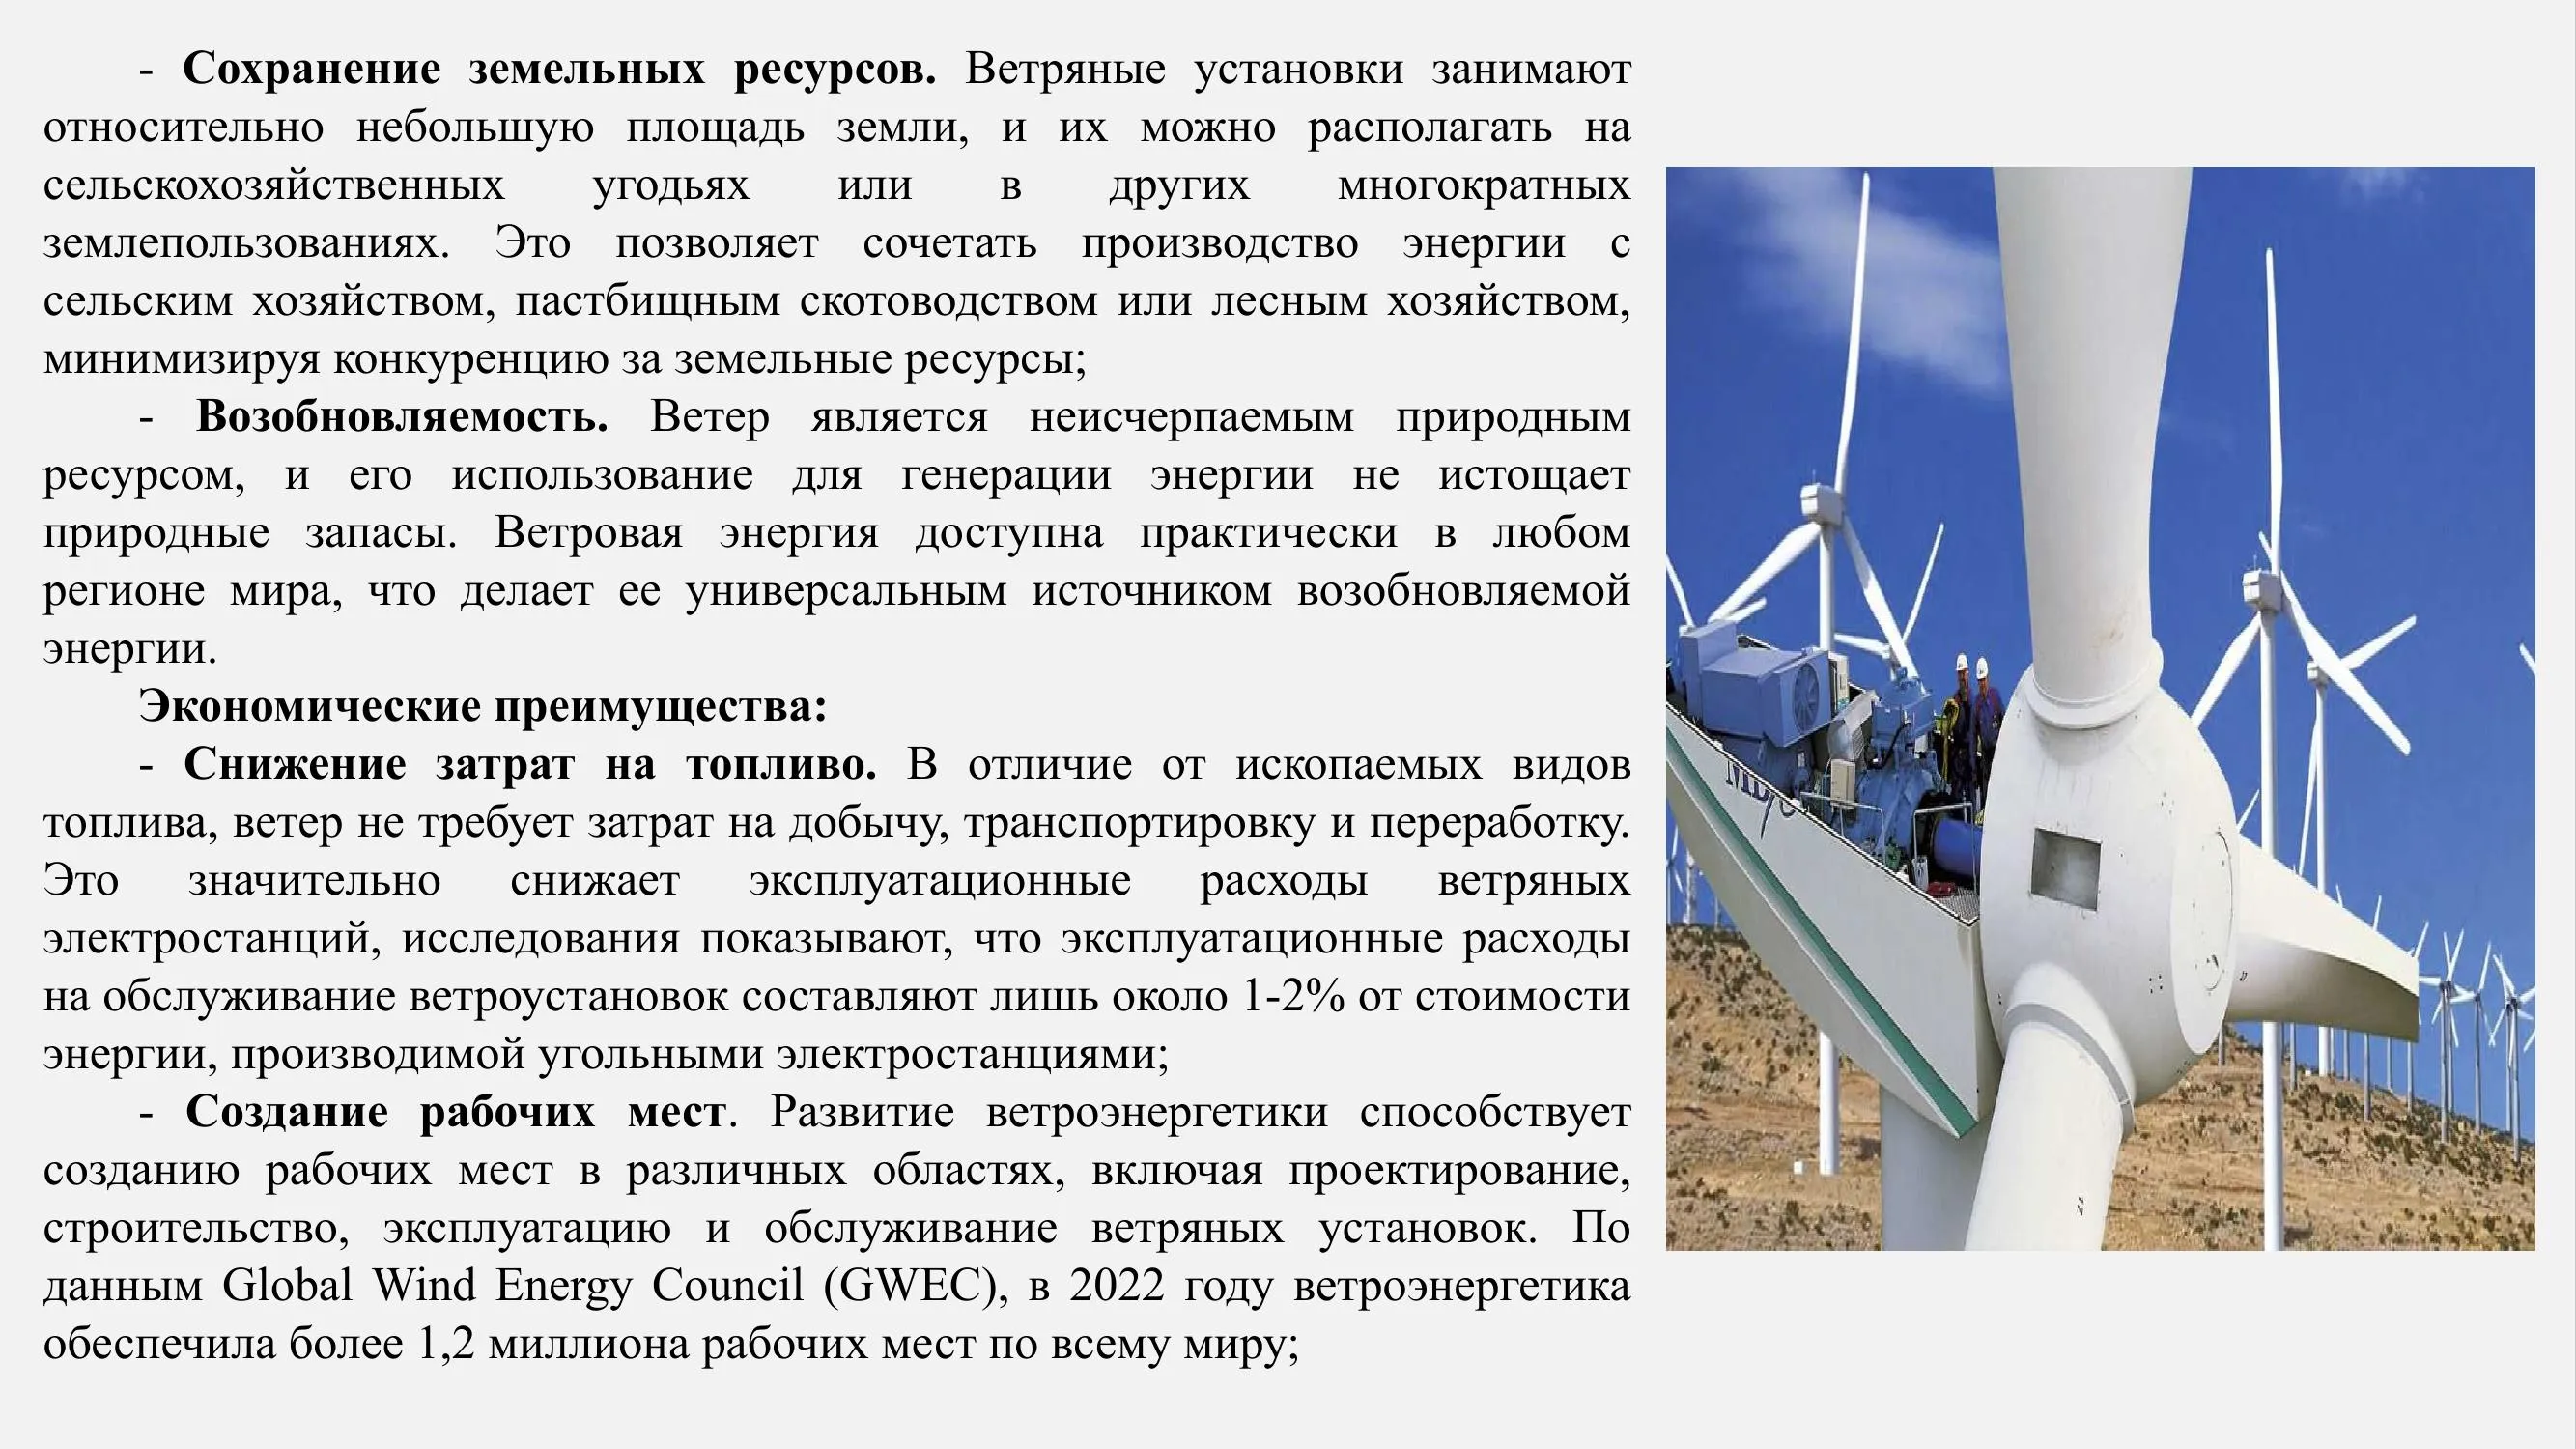 - Сохранение земельных ресурсов. Ветряные установки занимают
относительно небольшую площадь земли, и их можно располагать на
сельскохозяйственных угодьях или в других многократных
землепользованиях. Это позволяет сочетать производство энергии с
сельским хозяйством, пастбищным скотоводством или лесным хозяйством,
минимизируя конкуренцию за земельные ресурсы;
- Возобновляемость. Ветер является неисчерпаемым природным
ресурсом, и его использование для генерации энергии не истощает
природные запасы. Ветровая энергия доступна практически в любом
регионе мира, что делает ее универсальным источником возобновляемой
энергии.
Экономические преимущества:
- Снижение затрат на топливо. В отличие от ископаемых видов
топлива, ветер не требует затрат на добычу, транспортировку и переработку.
Это значительно снижает эксплуатационные расходы ветряных
электростанций, исследования показывают, что эксплуатационные расходы
на обслуживание ветроустановок составляют лишь около 1-2% от стоимости
энергии, производимой угольными электростанциями;
- Создание рабочих мест. Развитие ветроэнергетики способствует
созданию рабочих мест в различных областях, включая проектирование,
строительство, эксплуатацию и обслуживание ветряных установок. По
данным Global Wind Energy Council (GWEC), в 2022 году ветроэнергетика
обеспечила более 1,2 миллиона рабочих мест по всему миру;